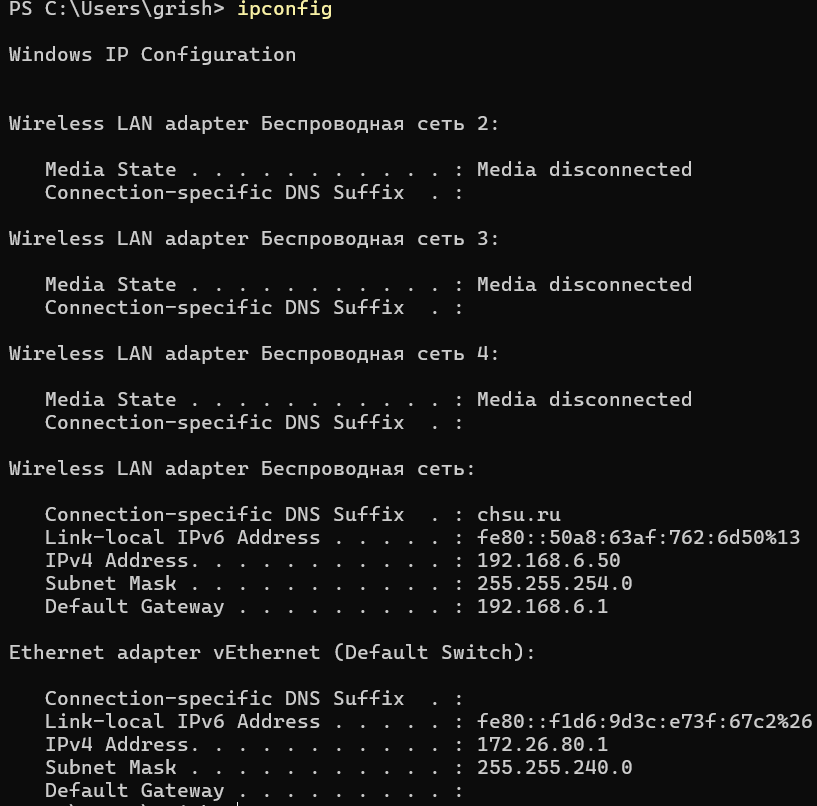 PS C:\Users\grish> ipconfig
Windows IP Configuration
Wireless LAN adapter Беспроводная сеть 2:
Media State . . . . . . . . . . . : Media disconnected
Connection-specific DNS Suffix  . :
Wireless LAN adapter Беспроводная сеть 3:
Media State . . . . . . . . . . . : Media disconnected
Connection-specific DNS Suffix  . :
Wireless LAN adapter Беспроводная сеть 4:
Media State . . . . . . . . . . . : Media disconnected
Connection-specific DNS Suffix  . :
Wireless LAN adapter Беспроводная сеть:
Connection-specific DNS Suffix  . : chsu.ru
Link-local IPv6 Address . . . . . : fe80::50a8:63af:762:6d50%13
IPv4 Address. . . . . . . . . . . : 192.168.6.50
Subnet Mask . . . . . . . . . . . : 255.255.254.0
Default Gateway . . . . . . . . . : 192.168.6.1
Ethernet adapter vEthernet (Default Switch):
Connection-specific DNS Suffix  . :
Link-local IPv6 Address . . . . . : fe80::f1d6:9d3c:e73f:67c2%26
IPv4 Address. . . . . . . . . . . : 172.26.80.1
Subnet Mask . . . . . . . . . . . : 255.255.240.0
Default Gateway . . . . . . . . . :